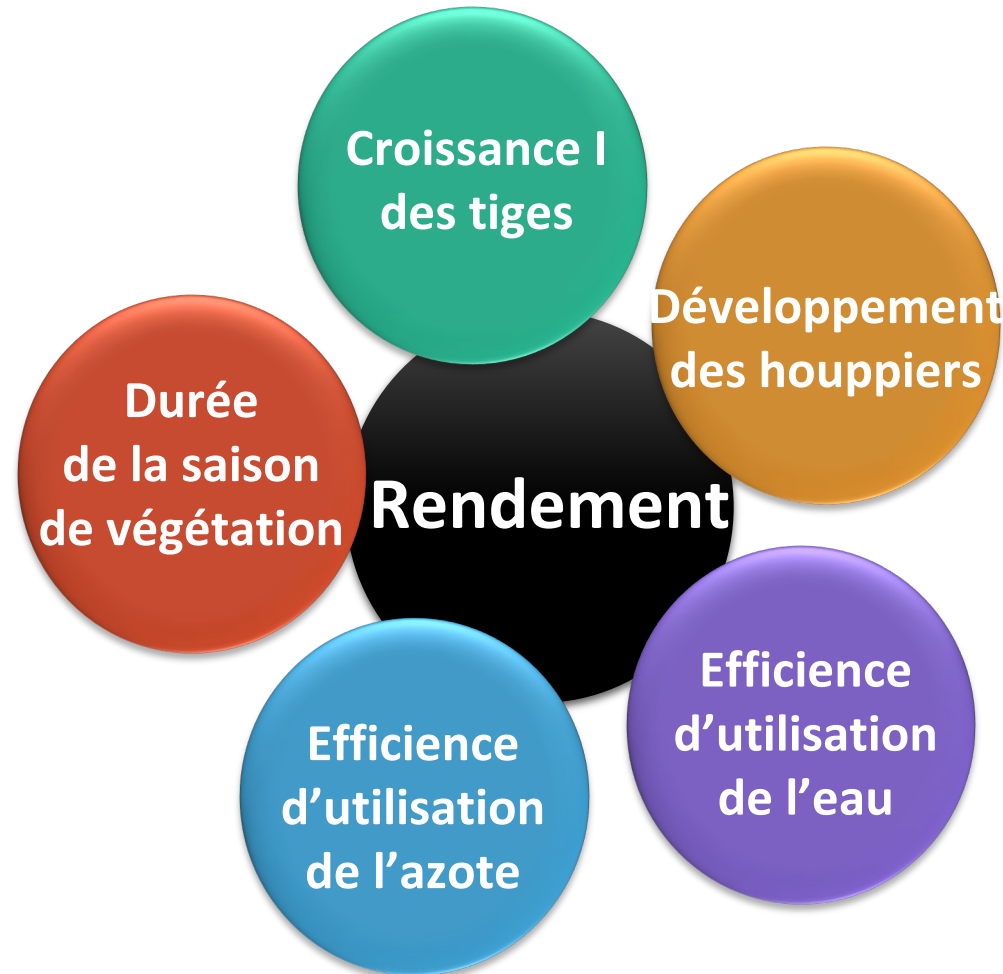 Croissance I
des tiges
Développement
des houppiers
Durée
de la saison
de végétation
Rendement
Efficience
d’utilisation
de l’eau
Efficience
d’utilisation
de l’azote